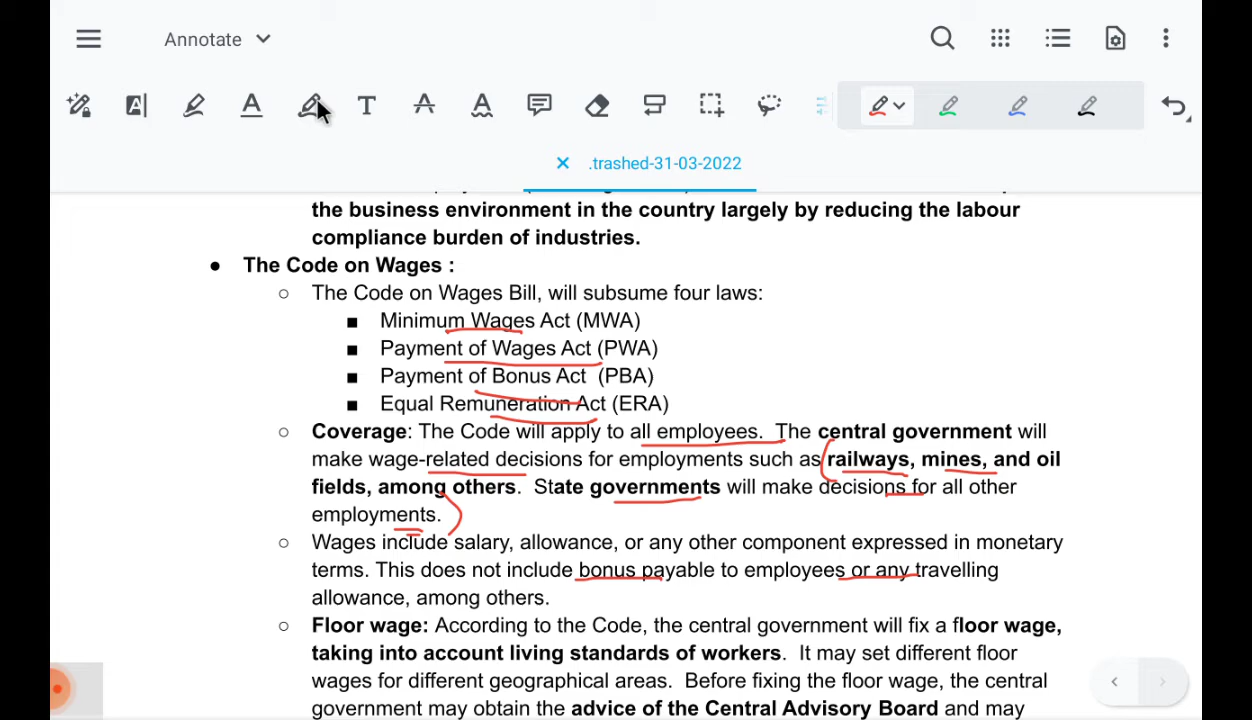 Annotate
.trashed-31-03-2022
the business environment in the country largely by reducing the labour
compliance burden of industries.
● The Code on Wages :
○ The Code on Wages Bill, will subsume four laws:
■ Minimum Wages Act (MWA)
■ Payment of Wages Act (PWA)
■ Payment of Bonus Act (PBA)
■ Equal Remuneration Act (ERA)
○ Coverage: The Code will apply to all employees. The central government will
make wage-related decisions for employments such as railways, mines, and oil
fields, among others. State governments will make decisions for all other
employments.
○ Wages include salary, allowance, or any other component expressed in monetary
terms. This does not include bonus payable to employees or any travelling
allowance, among others.
○ Floor wage: According to the Code, the central government will fix a floor wage,
taking into account living standards of workers. It may set different floor
wages for different geographical areas. Before fixing the floor wage, the central
government may obtain the advice of the Central Advisory Board and may